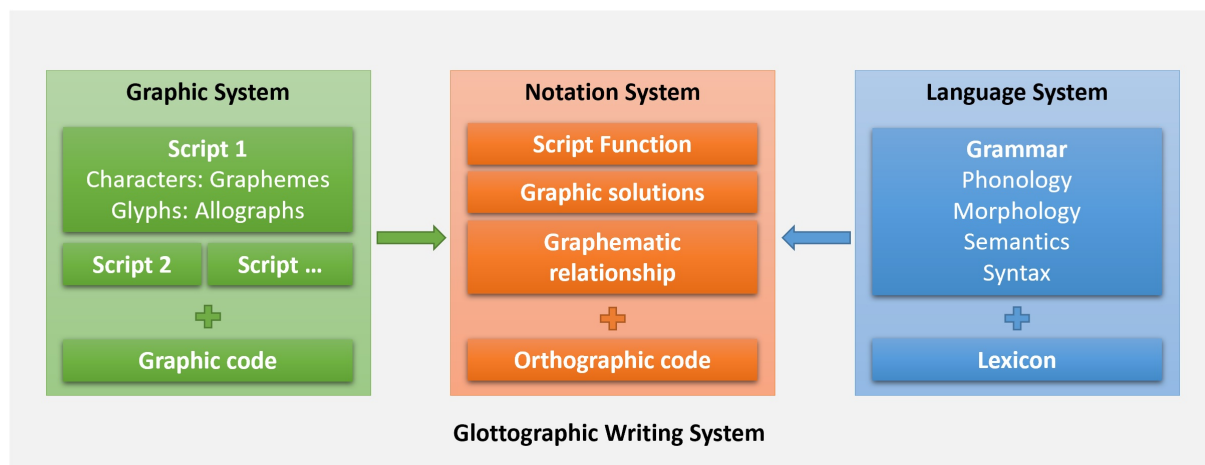 Graphic System
Script 1
Characters: Graphemes
Glyphs: Allographs
Script 2
Script ...
Graphic code
Notation System
Script Function
Graphic solutions
Graphematic
relationship
Orthographic code
Language System
Grammar
Phonology
Morphology
Semantics
Syntax
Lexicon
Glottographic Writing System